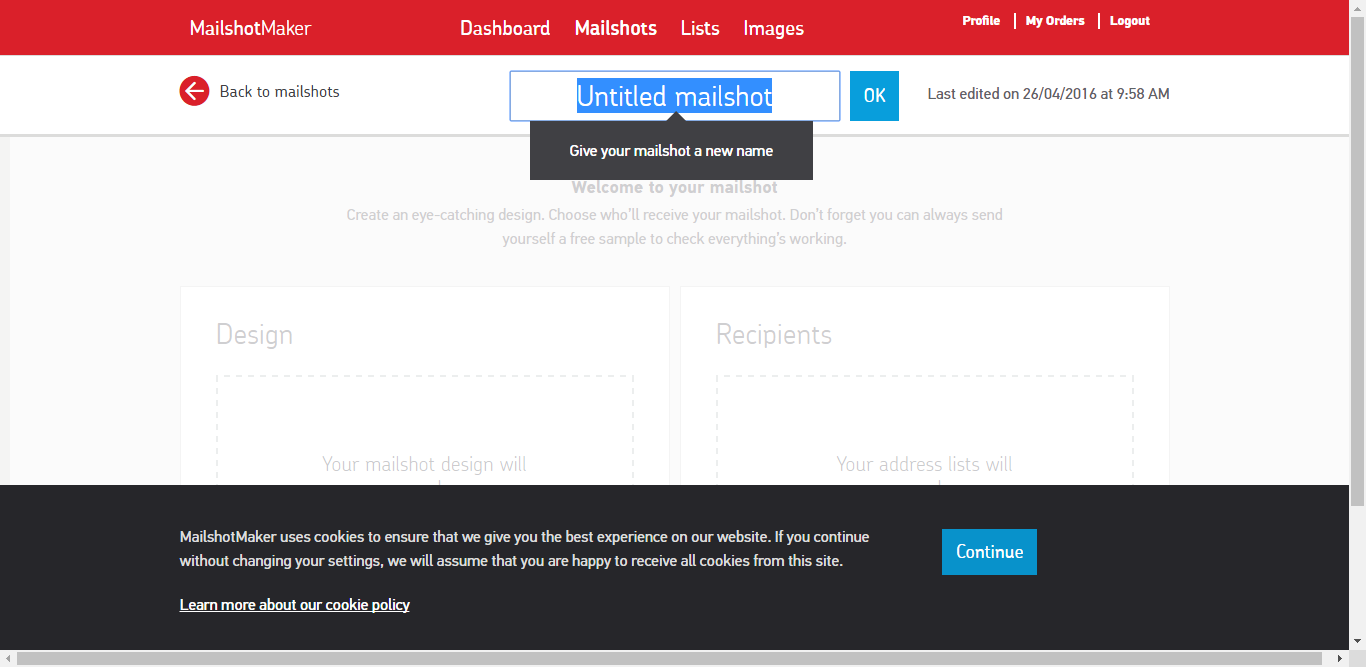 MailshotMaker
Dashboard Mailshots Lists Images
Profile My Orders Logout
Back to mailshots
Untitled mailshot
OK
Last edited on 26/04/2016 at 9:58 AM
Give your mailshot a new name
Welcome to your mailshot
Create an eye-catching design. Choose who'll receive your mailshot. Don't forget you can always send
yourself a free sample to check everything's working.
Design
Your mailshot design will
Recipients
Your address lists will
MailshotMaker uses cookies to ensure that we give you the best experience on our website. If you continue
without changing your settings, we will assume that you are happy to receive all cookies from this site.
Continue
Learn more about our cookie policy